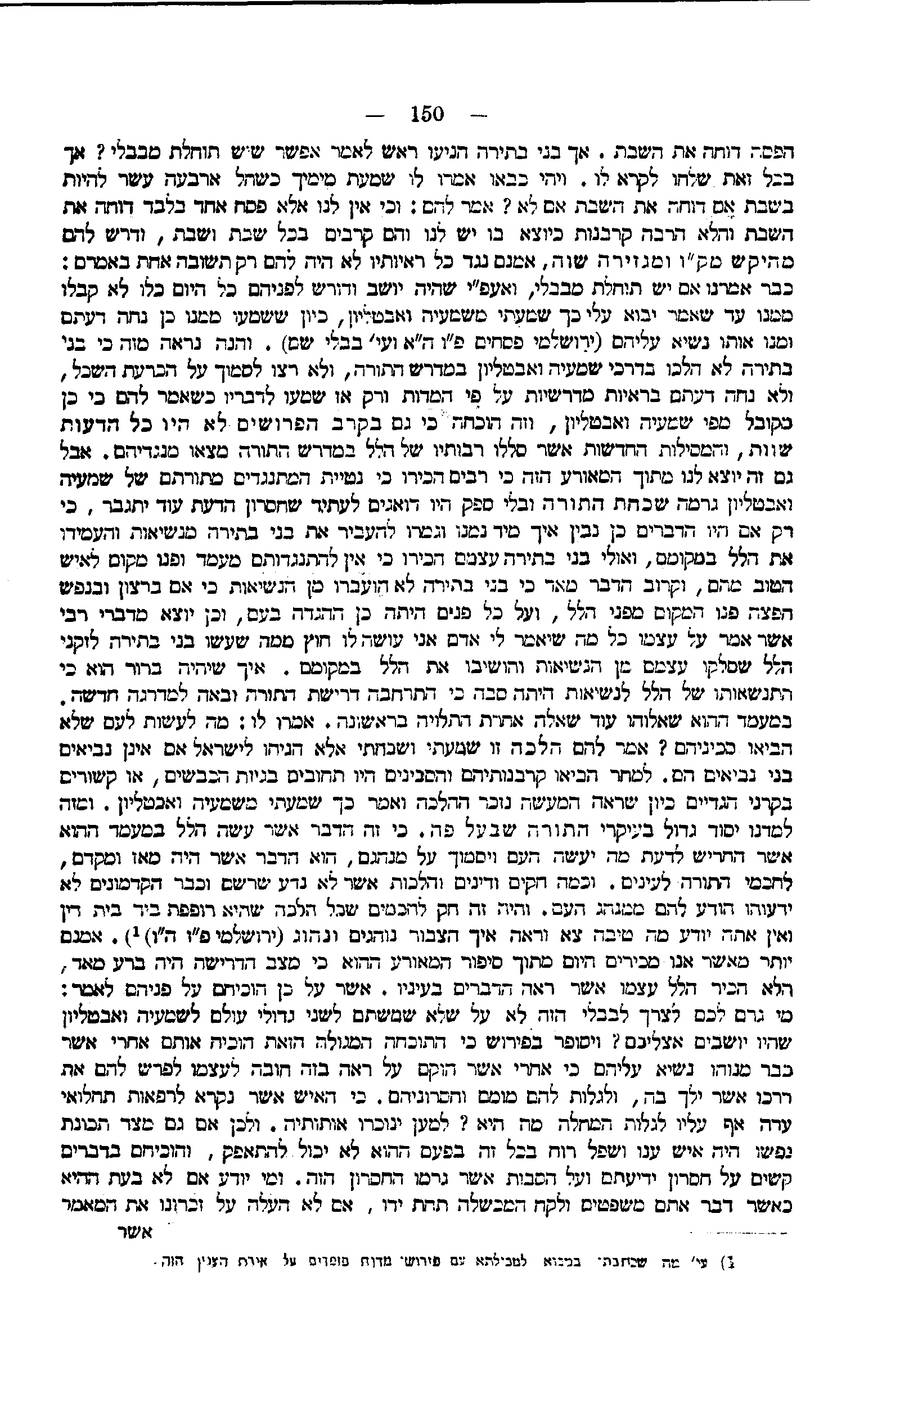 — 150 —
הפסח דוחה את השבת . אך בני בתירה הניעו ראש לאמר אפשר שיש תוחלת מבבלי ? אך
בכל זאת שלחו לקרא לו . ויהי בבאו אמרו לו שמעת מימיך כשחל ארבעה עשר להיות
בשבת אם דוחה את השבת אם לא ? אמר להם : וכי אין לנו אלא פסח אחד בלבד דוחה את
השבת והלא הרבה קרבנות כיוצא בו יש לנו והם קרבים בכל שבת ושבת , ודרש להם
מהיקש מק"ו ומגזירה שוה, אמנם נגד כל ראיותיו לא היה להם רק תשובה אחת באמרם :
כבר אמרנו אם יש תוחלת מבבלי, ואעפ"י שהיה יושב ודורש לפניהם כל היום כלו לא קבלו
ממנו עד שאמר יבוא עלי כך שמעתי משמעיה ואבטליון, כיון ששמעו ממנו כן נחה דעתם
ומנו אותו נשיא עליהם (ירושלמי פסחים פ"ו ה"א ועי' בבלי שם) . והנה נראה מזה כי בני
בתירה לא הלכו בדרכי שמעיה ואבטליון במדרש התורה, ולא רצו לסמוך על הכרעת השכל,
ולא נחה דעתם בראיות מדרשיות על פי המדות ורק אז שמעו לדבריו כשאמר להם כי כן
מקובל מפי שמעיה ואבטליון , וזה הוכחה כי גם בקרב הפרושים לא היו כל הדעות
שוות, והמסילות החדשות אשר סללו רבותיו של הלל במדרש התורה מצאו מנגדיהם. אבל
גם זה יוצא לנו מתוך המאורע הזה כי רבים הכירו כי נטיית המתנגדים מתורתם של שמעיה
ואבטליון גרמה שכחת התורה ובלי ספק היו דואגים לעתיד שחסרון הדעת עוד יתגבר , כי
רק אם היו הדברים כן נבין איך מיד נמנו וגמרו להעביר את בני בתירה מנשיאות והעמידו
את הלל במקומם, ואולי בני בתירה עצמם הכירו כי אין להתנגדותם מעמד ופנו מקום לאיש
הטוב מהם, וקרוב הדבר מאד כי בני בתירה לא הועברו מן הנשיאות כי אם ברצון ובנפש
חפצה פנו המקום מפני הלל , ועל כל פנים היתה כן ההגדה בעם, וכן יוצא מדברי רבי
אשר אמר על עצמו כל מה שיאמר לי אדם אני עושה לו חוץ ממה שעשו בני בתירה לזקני
הלל שסלקו עצמם מן הנשיאות והושיבו את הלל במקומם . איך שיהיה ברור הוא כי
התנשאותו של הלל לנשיאות היתה סבה כי התרחבה דרישת התורה ובאה למדרגה חדשה.
במעמד ההוא שאלוהו עוד שאלה אחרת התלויה בראשונה. אמרו לו : מה לעשות לעם שלא
הביאו סכיניהם ? אמר להם הלכה זו שמעתי ושכחתי אלא הניחו לישראל אם אינן נביאים
בני נביאים הם. למחר הביאו קרבנותיהם והסכינים היו תחובים בגיזות הכבשים, או קשורים
בקרני הגדיים כיון שראה המעשה נזכר ההלכה ואמר כך שמעתי משמעיה ואבטליון . ומזה
למדנו יסוד גדול בעיקרי התורה שבעל פה. כי זה הדבר אשר עשה הלל במעמד ההוא
אשר החריש לדעת מה יעשה העם ויסמוך על מנהגם, הוא הדבר אשר היה מאז ומקדם,
לחכמי התורה לעינים. וכמה חקים ודינים והלכות אשר לא נדע שרשם וכבר הקדמונים לא
ידעוהו הודע להם ממנהג העם. והיה זה חק לחכמים שכל הלכה שהיא רופפת ביד בית דין
ואין אתה יודע מה טיבה צא וראה איך הצבור נוהגים ונהוג (ירושלמי פ"ו ה"ו) ¹). אמנם
יותר מאשר אנו מכירים היום מתוך סיפור המאורע ההוא כי מצב הדרישה היה ברע מאד,
הלא הכיר הלל עצמו אשר ראה הדברים בעיניו . אשר על כן הוכיחם על פניהם לאמר :
מי גרם לכם לצרך לבבלי הזה לא על שלא שמשתם לשני גדולי עולם לשמעיה ואבטליון
שהיו יושבים אצליכם ? ויסופר בפירוש כי התוכחה המגולה הזאת הוכיח אותם אחרי אשר
כבר מנוהו נשיא עליהם כי אחרי אשר הוקם על ראה בזה חובה לעצמו לפרש להם את
דרכו אשר ילך בה, ולגלות להם מומם וחסרוניהם. כי האיש אשר נקרא לרפאות תחלואי
עדה אף עליו לגלות המחלה מה היא ? למען ינוכרו אותותיה. ולכן אם גם מצד תכונת
נפשו היה איש ענו ושפל רוח בכל זה בפעם ההוא לא יכול להתאפק, והוכיחם בדברים
קשים על חסרון ידיעתם ועל הסבות אשר גרמו החסרון הזה. ומי יודע אם לא בעת ההיא
כאשר דבר אתם משפטים ולקח הממשלה תחת ידו , אם לא העלה על זכרונו את המאמר
אשר
1) עי' מה שכתבתי במבוא למכילתא עם פירושי מדות סופרים על אודת הענין הזה.